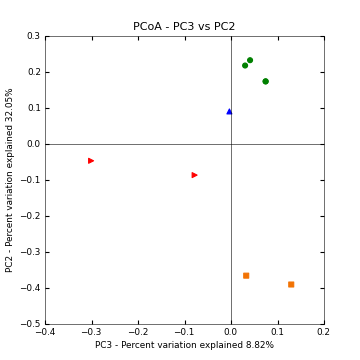 PCoA - PC3 vs PC2
0.3
0.2
0.1
0.0
−0.1
−0.2
−0.3
−0.4
−0.5
PC2 - Percent variation explained 32.05%
−0.4 −0.3 −0.2 −0.1 0.0 0.1 0.2
PC3 - Percent variation explained 8.82%